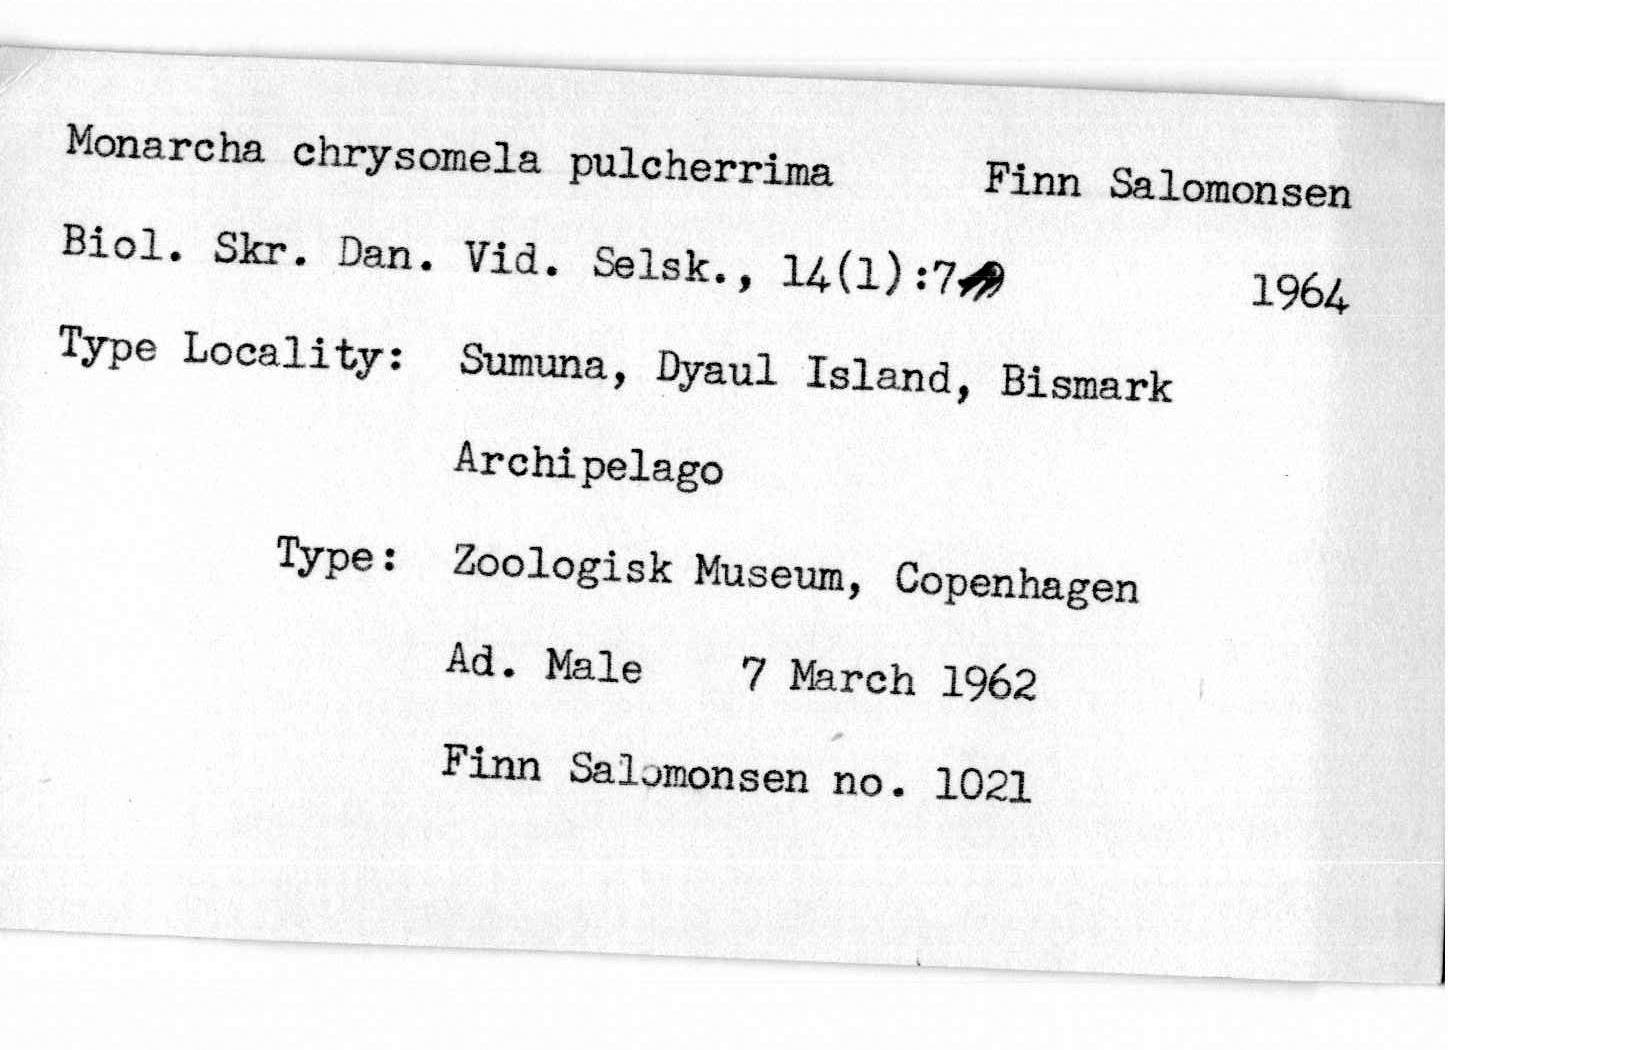 Monarcha chrysomela pulcherrima Finn Salomonsen
Biol. Skr. Dan. Vid. Selsk., 14(1):7 1964
Type Locality: Sumuna, Dyaul Island, Bismark
Archipelago
Type: Zoologisk Museum, Copenhagen
Ad. Male 7 March 1962
Finn Salomonsen no. 1021